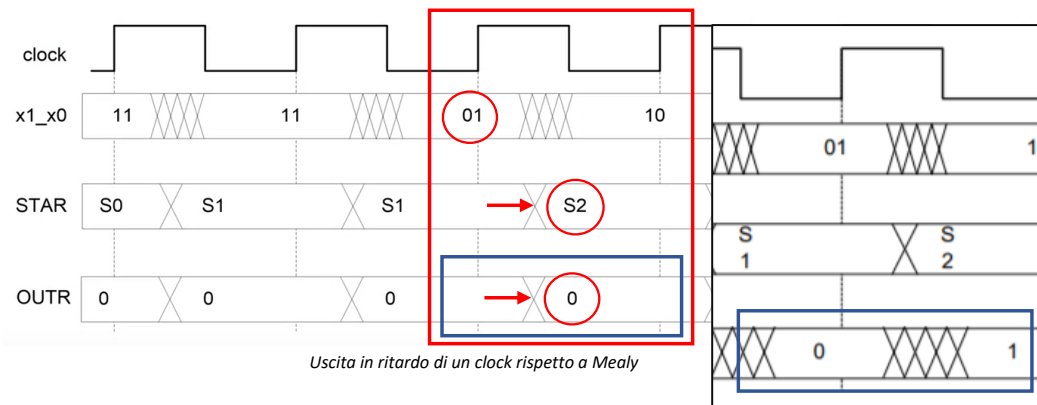 clock
x1_x0 11 11 01 10
01 1
STAR S0 S1 S1 S2
S S
1 2
OUTR 0 0 0 0
0 1
Uscita in ritardo di un clock rispetto a Mealy